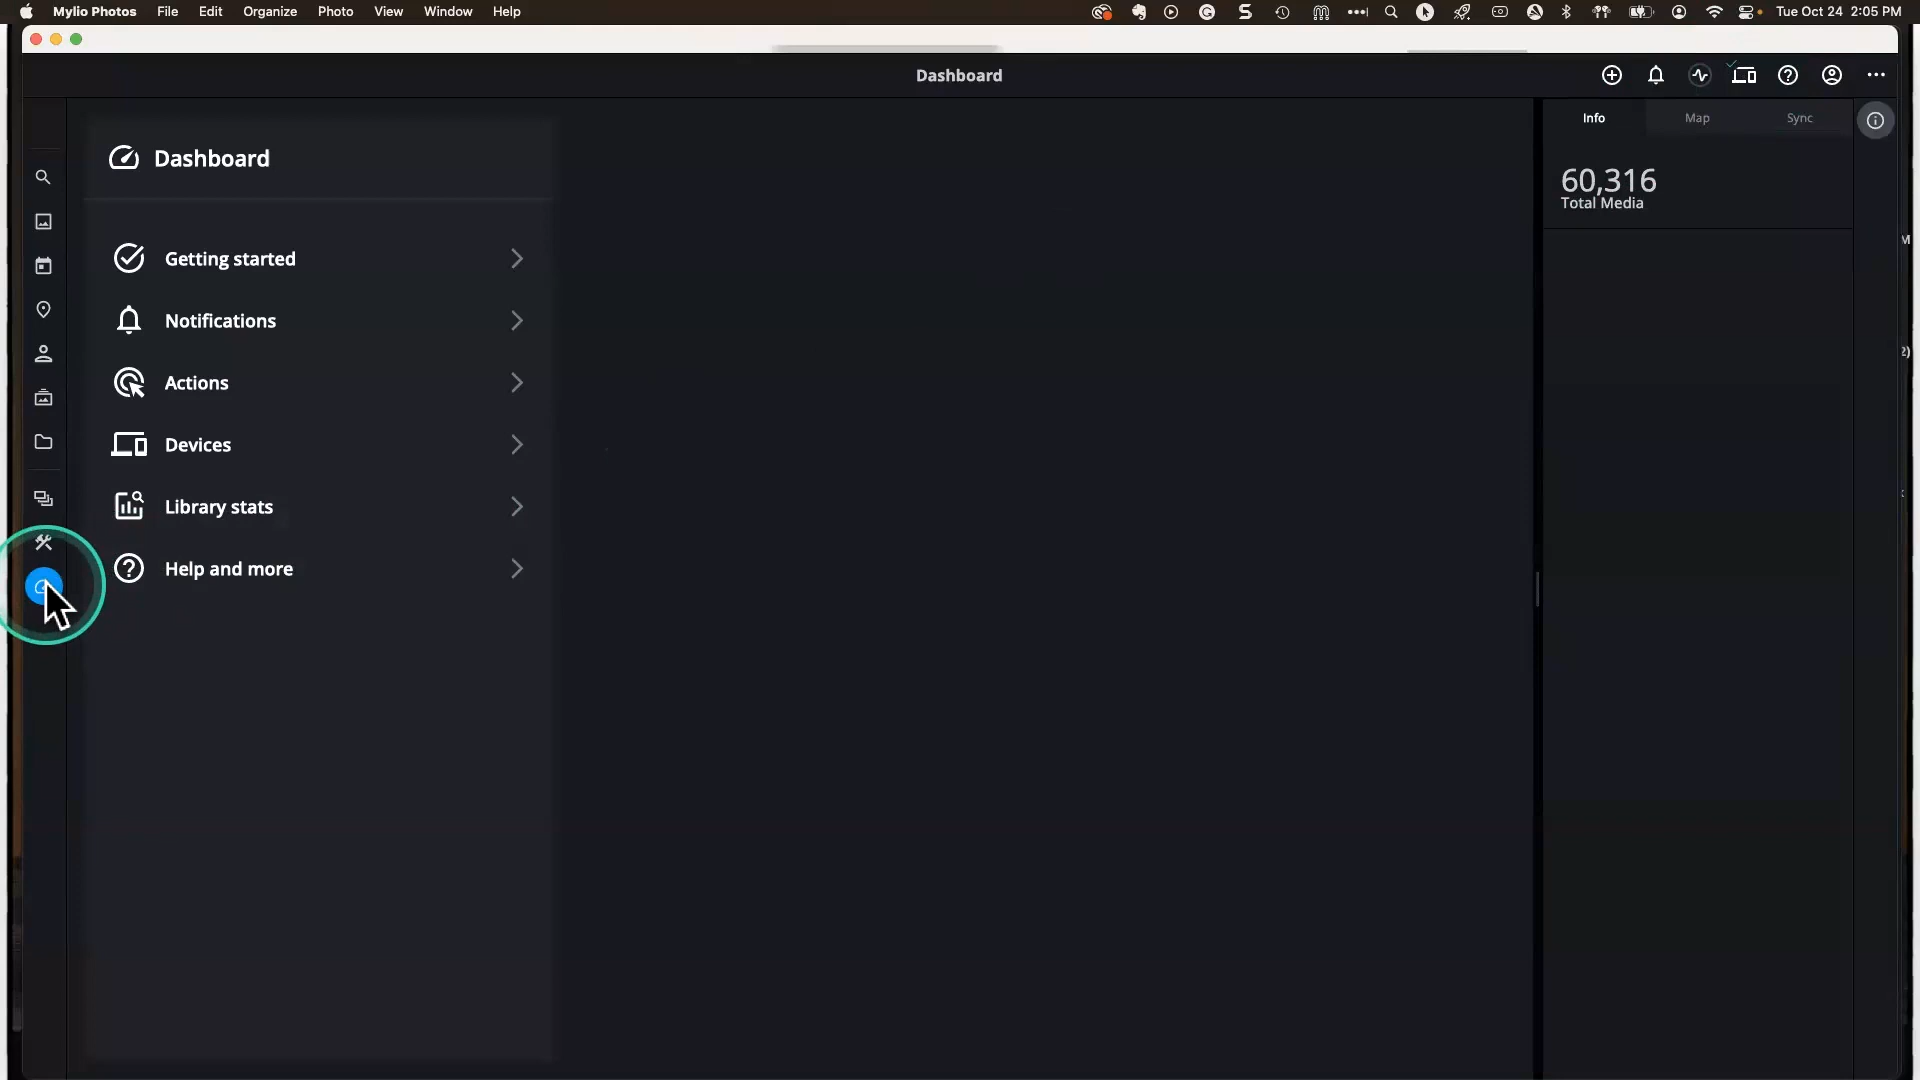 Mylio Photos File Edit Organize Photo View Window Help Tue Oct 24 2:05 PM
Dashboard
Info Map Sync
Dashboard
60,316
Total Media
Getting started
Notifications
Actions
Devices
Library stats
Help and more